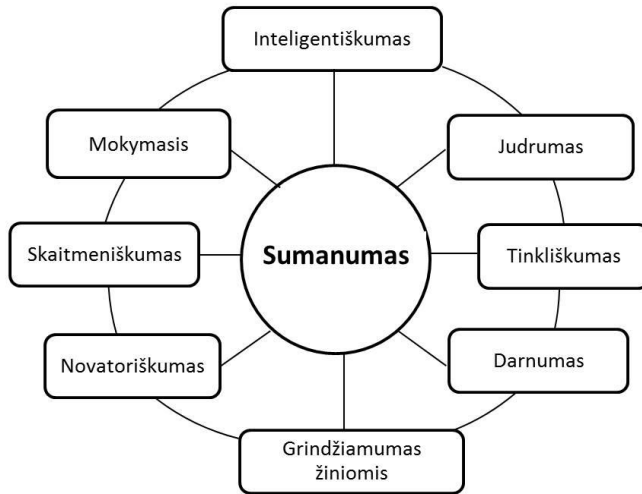 Inteligentiškumas
Mokymasis
Judrumas
Skaitmeniškumas
Sumanumas
Tinkliškumas
Novatoriškumas
Darnumas
Grindžiamumas
žiniomis